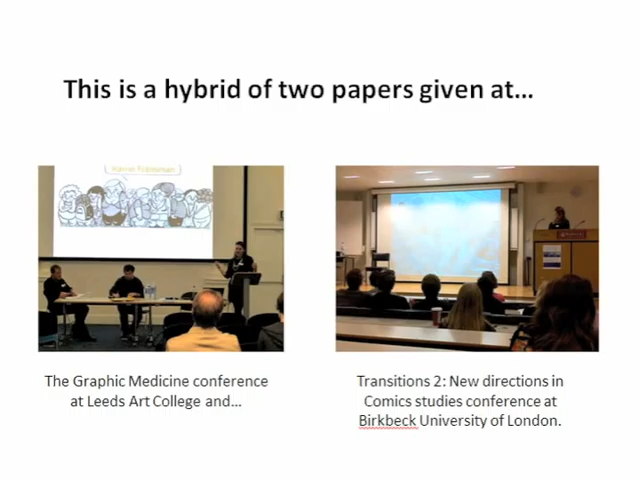 This is a hybrid of two papers given at…
The Graphic Medicine conference
at Leeds Art College and…
Transitions 2: New directions in
Comics studies conference at
Birkbeck University of London.